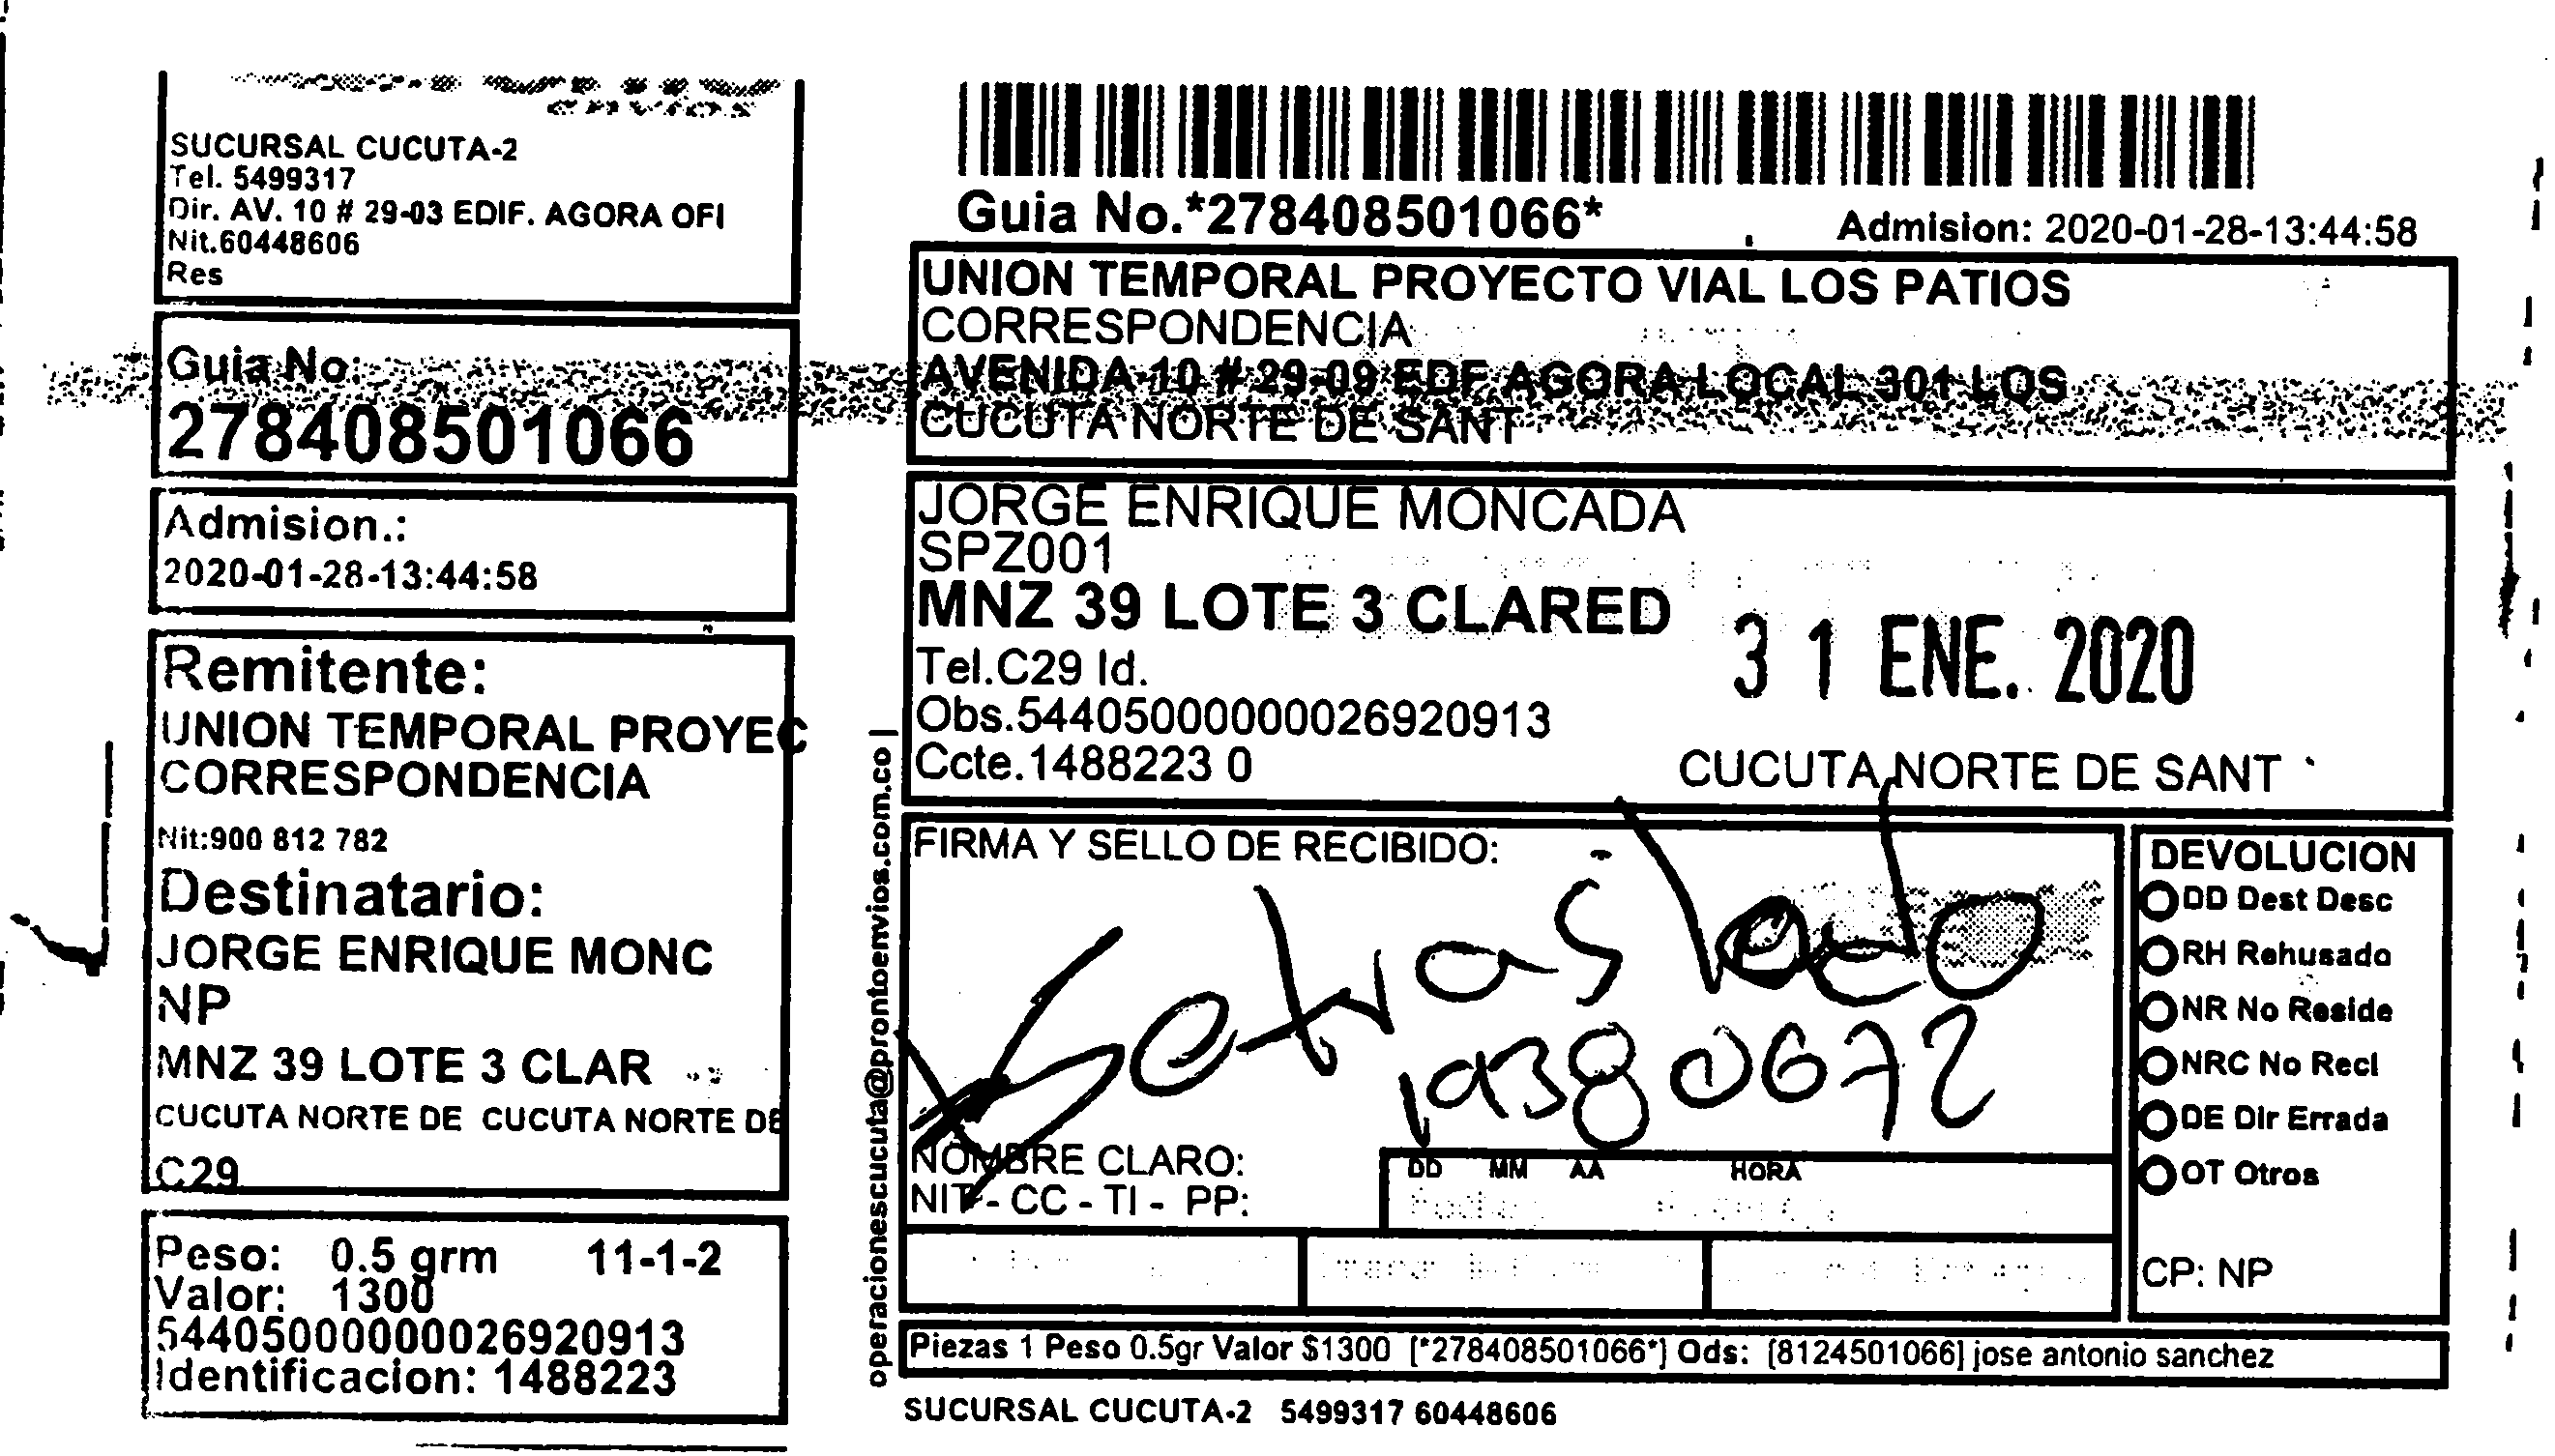 SUCURSAL CUCUTA-2
Tel. 5499317
Dir. AV. 10 # 29-03 EDIF. AGORA OFI
Nit.60448606
Res
Guia No:
278408501066
Admision.:
2020-01-28-13:44:58
Remitente:
UNION TEMPORAL PROYEC
CORRESPONDENCIA
Nit:900 812 782
Destinatario:
JORGE ENRIQUE MONC
NP
MNZ 39 LOTE 3 CLAR
CUCUTA NORTE DE CUCUTA NORTE DE
C29
Peso: 0.5 grm 11-1-2
Valor: 1300
544050000000026920913
Identificacion: 1488223
operacionescucuta@prontoenvios.com.co |
Guia No.*278408501066*
Admision: 2020-01-28-13:44:58
UNION TEMPORAL PROYECTO VIAL LOS PATIOS
CORRESPONDENCIA
AVENIDA 10 # 29-09 EDF AGORA LOCAL 301 LOS
CUCUTA NORTE DE SANT
JORGE ENRIQUE MONCADA
SPZ001
MNZ 39 LOTE 3 CLARED
31 ENE. 2020
Tel.C29 Id.
Obs.544050000000026920913
Ccte.1488223 0
CUCUTA NORTE DE SANT
FIRMA Y SELLO DE RECIBIDO:
19380672
NOMBRE CLARO:
NIT - CC - TI - PP:
DD MM AA HORA
DEVOLUCION
DD Dest Desc
RH Rehusado
NR No Reside
NRC No Recl
DE Dir Errada
OT Otros
CP: NP
Piezas 1 Peso 0.5gr Valor $1300 [*278408501066*] Ods: [8124501066] jose antonio sanchez
SUCURSAL CUCUTA-2 5499317 60448606